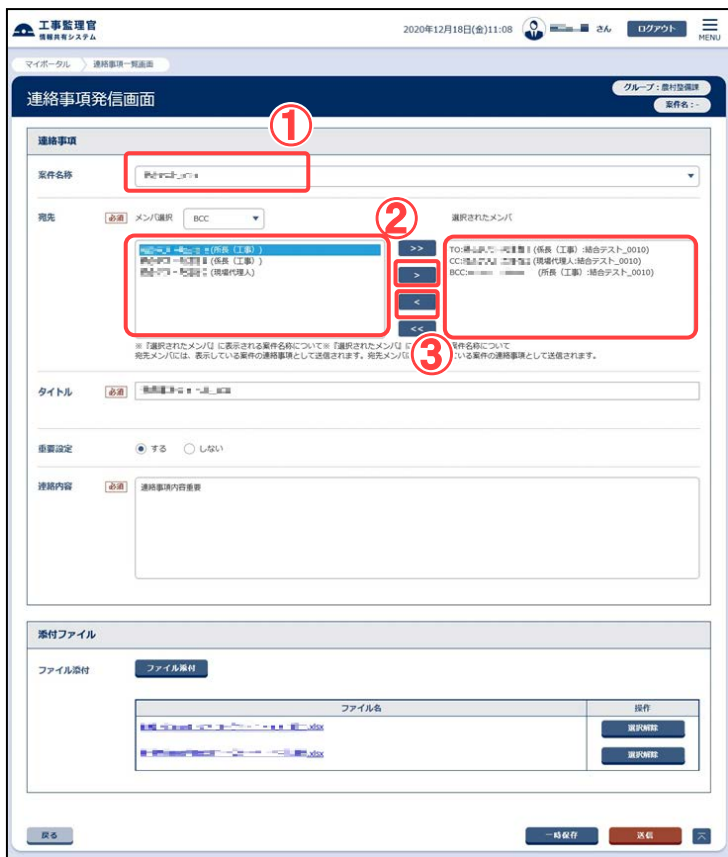 工事監理官
情報共有システム
2020年12月18日(金)11:08
さん
ログアウト
MENU
マイポータル
連絡事項一覧画面
連絡事項発信画面
グループ：農村整備課
案件名：-
①
連絡事項
案件名称
宛先
必須
メンバ選択
BCC
②
選択されたメンバ
(所長（工事）)
(係長（工事）)
(現場代理人)
>>
>
<
<<
TO:
(係長（工事）:結合テスト_0010)
CC:
(現場代理人:結合テスト_0010)
BCC:
(所長（工事）:結合テスト_0010)
③
※『選択されたメンバ』に表示される案件名称について※『選択されたメンバ』に
案件名称について
宛先メンバには、表示している案件の連絡事項として送信されます。宛先メンバに
いる案件の連絡事項として送信されます。
タイトル
必須
重要設定
する
しない
連絡内容
必須
連絡事項内容重要
添付ファイル
ファイル添付
ファイル添付
ファイル名
操作
.xlsx
選択解除
.xlsx
選択解除
戻る
一時保存
送信